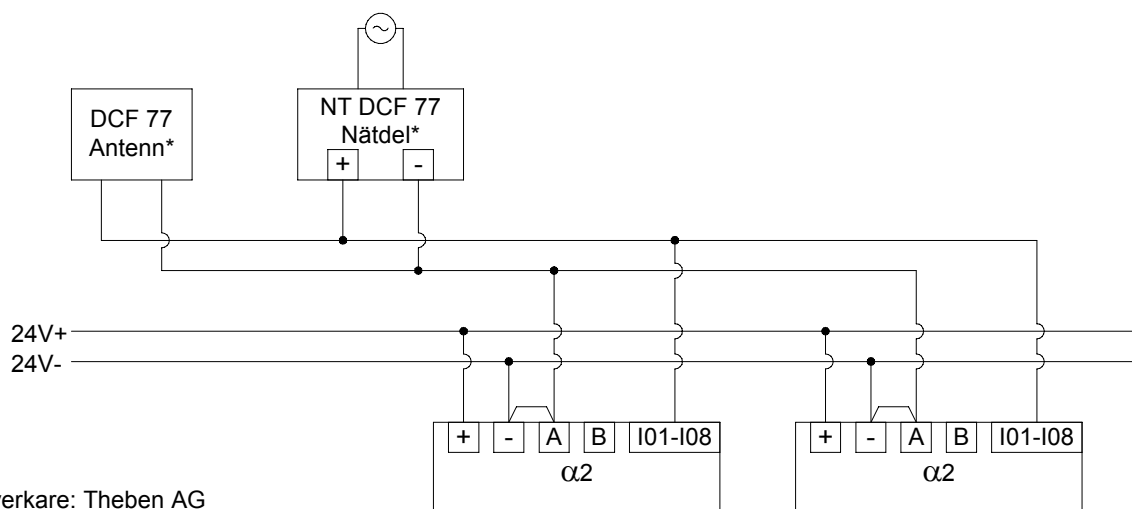 DCF 77
Antenn*
NT DCF 77
Nätdel*
+ -
24V+
24V-
+ - A B I01-I08
α2
+ - A B I01-I08
α2
verkare: Theben AG